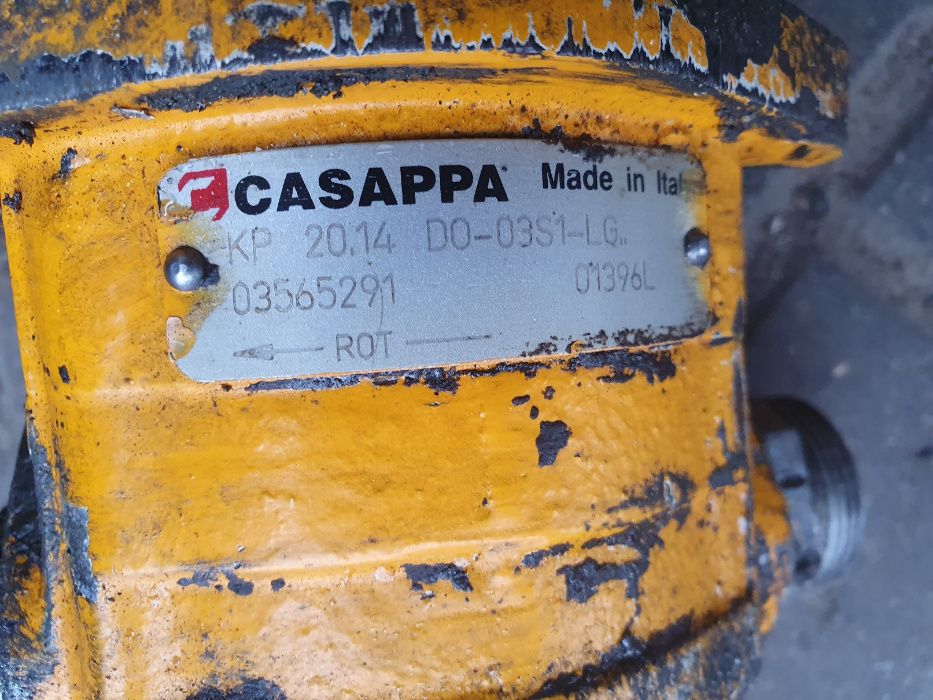 CASAPPA Made in Ital
KP 20.14 D0-03S1-LG..
03565291 01396L
ROT